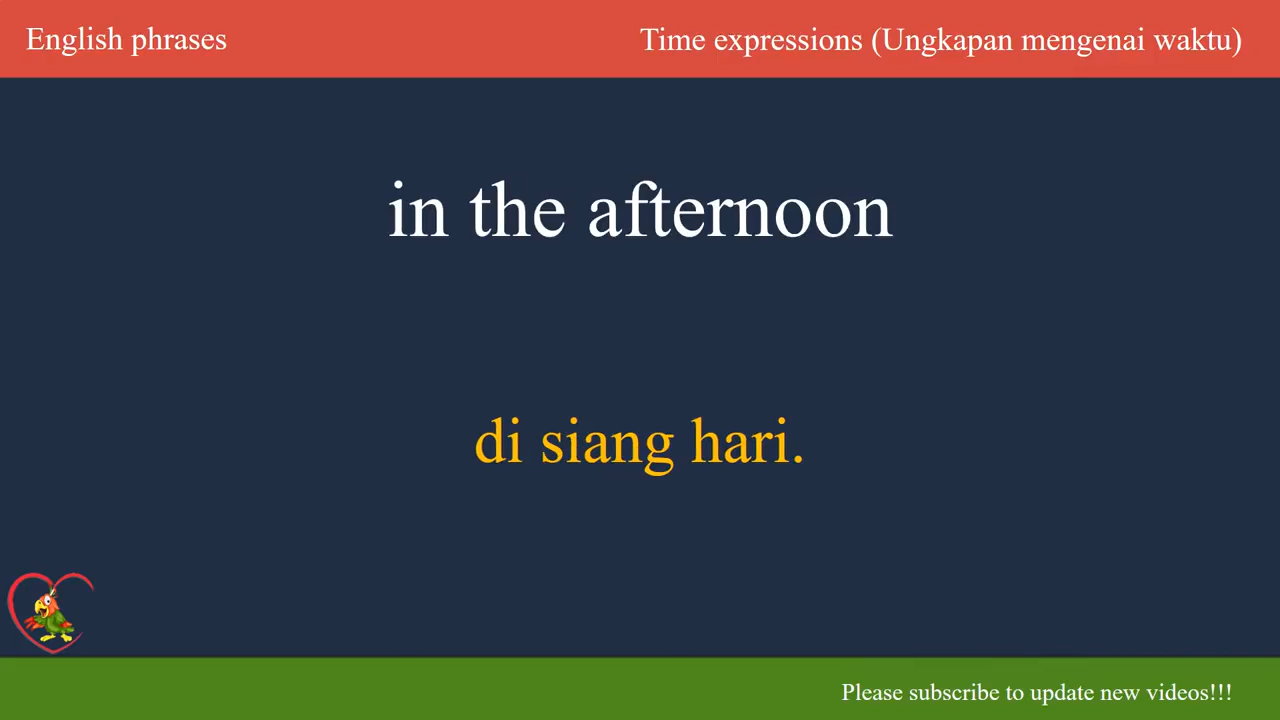 English phrases
Time expressions (Ungkapan mengenai waktu)
in the afternoon
di siang hari.
Please subscribe to update new videos!!!